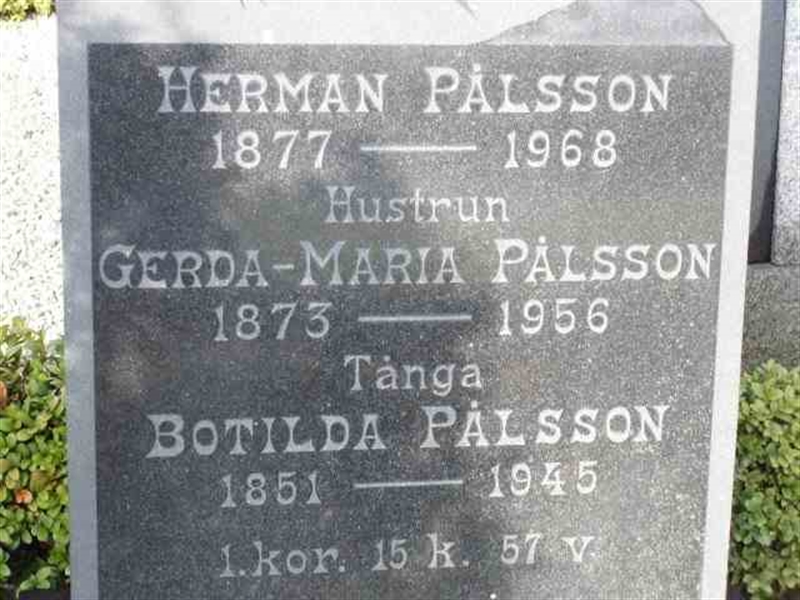 HERMAN PÅLSSON
1877 — 1968
Hustrun
GERDA-MARIA PÅLSSON
1873 — 1956
Tånga
BOTILDA PÅLSSON
1851 — 1945
1. kor. 15 k. 57 v.